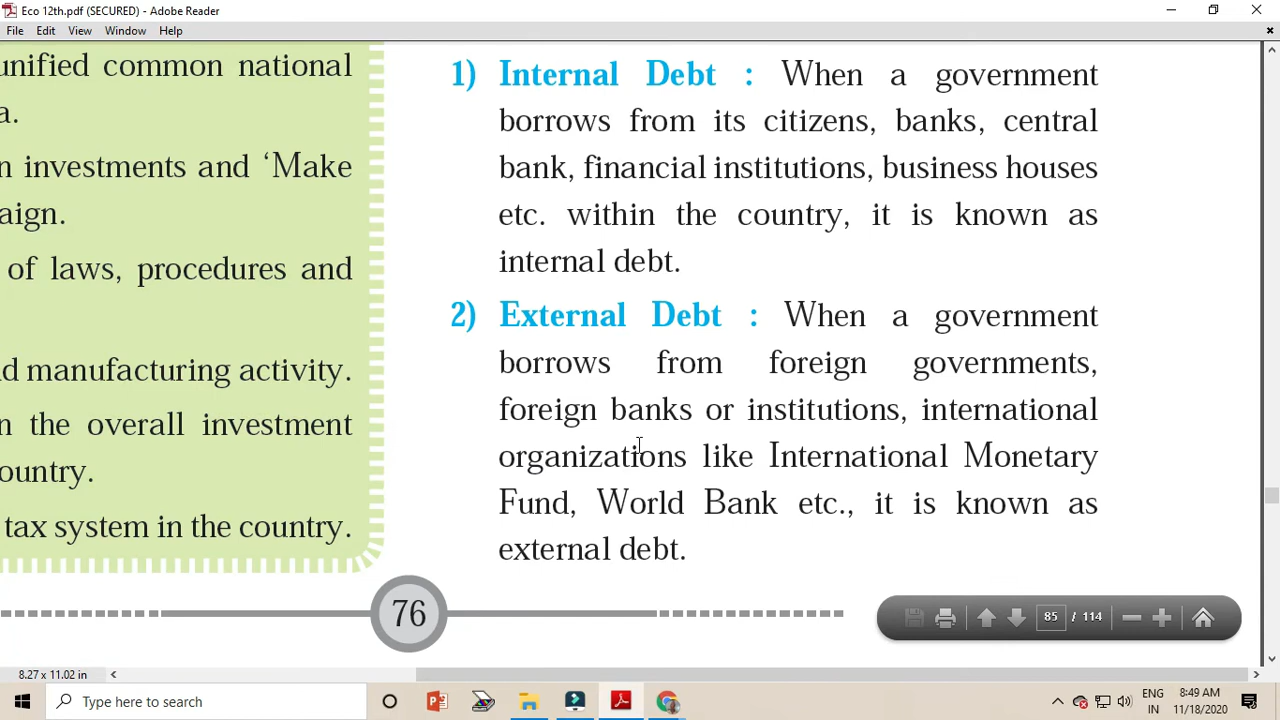 Eco 12th.pdf (SECURED) - Adobe Reader
File Edit View Window Help
unified common national
a.
n investments and ‘Make
aign.
of laws, procedures and
d manufacturing activity.
n the overall investment
ountry.
tax system in the country.
1) Internal Debt : When a government
borrows from its citizens, banks, central
bank, financial institutions, business houses
etc. within the country, it is known as
internal debt.
2) External Debt : When a government
borrows from foreign governments,
foreign banks or institutions, international
organizations like International Monetary
Fund, World Bank etc., it is known as
external debt.
76
85 / 114
8.27 x 11.02 in
Type here to search
ENG
IN
8:49 AM
11/18/2020